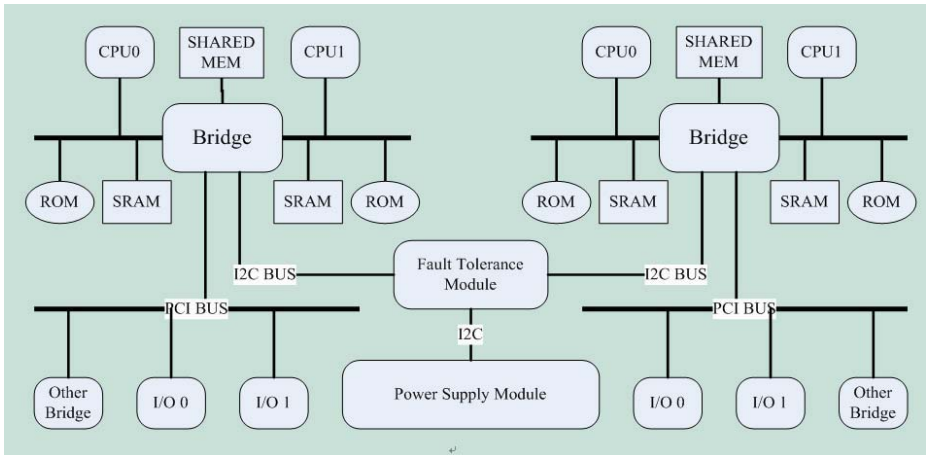 CPU0
SHARED
MEM
CPU1
CPU0
SHARED
MEM
CPU1
Bridge
Bridge
ROM
SRAM
SRAM
ROM
ROM
SRAM
SRAM
ROM
I2C BUS
Fault Tolerance
Module
I2C BUS
PCI BUS
PCI BUS
I2C
Other
Bridge
I/O 0
I/O 1
Power Supply Module
I/O 0
I/O 1
Other
Bridge